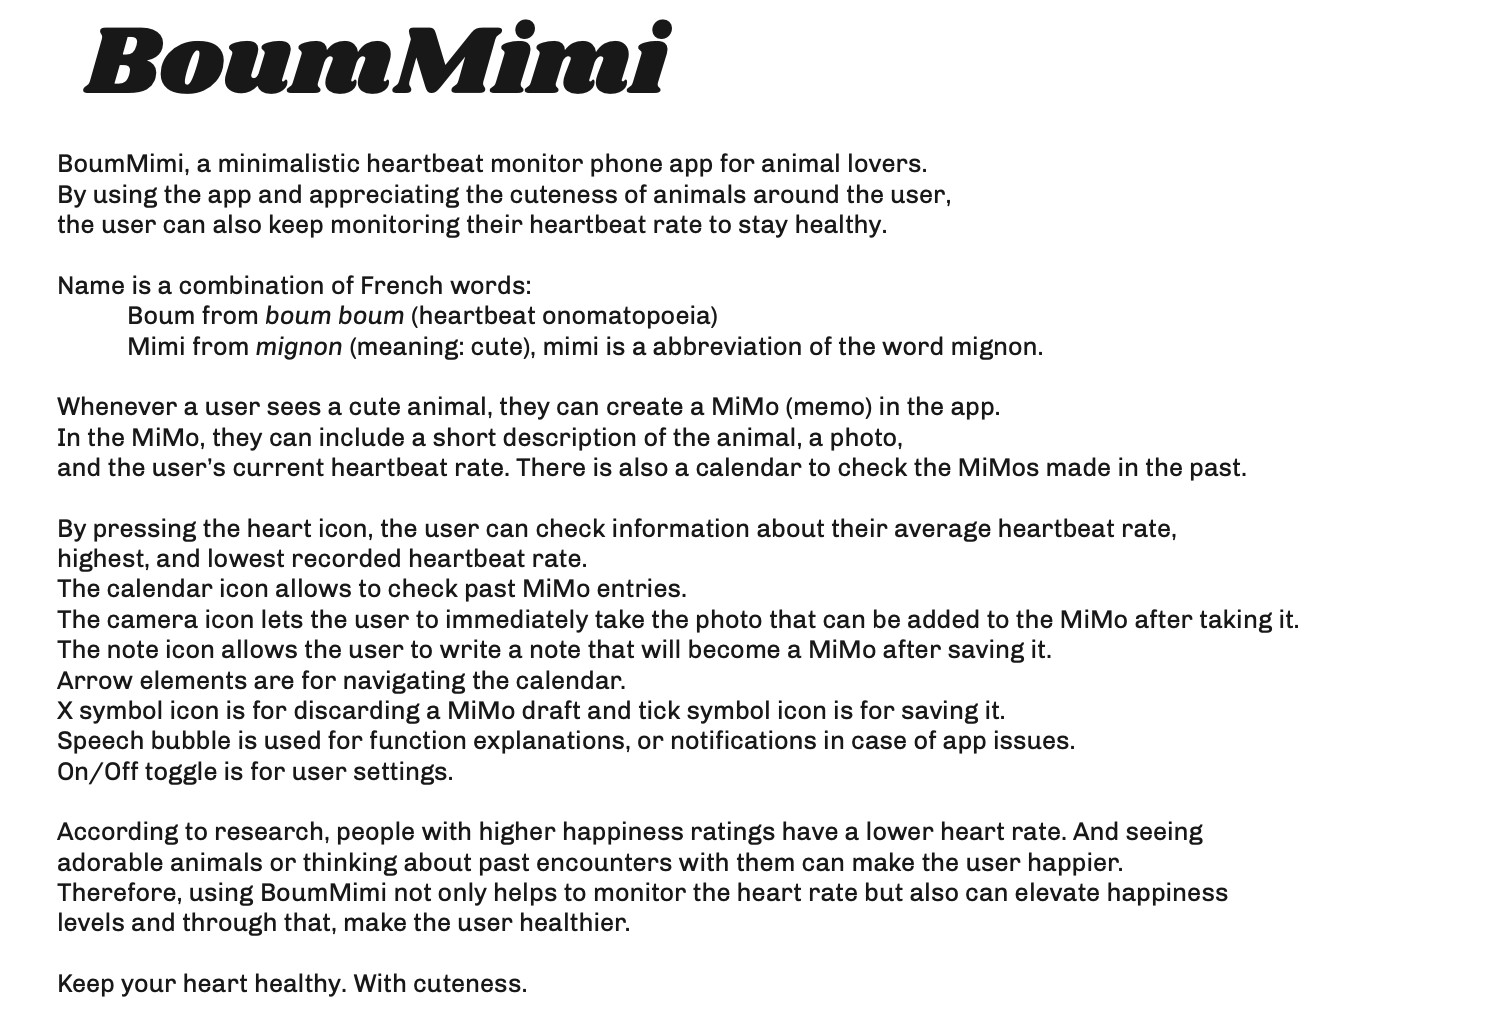 BoumMimi
BoumMimi, a minimalistic heartbeat monitor phone app for animal lovers.
By using the app and appreciating the cuteness of animals around the user,
the user can also keep monitoring their heartbeat rate to stay healthy.
Name is a combination of French words:
Boum from boum boum (heartbeat onomatopoeia)
Mimi from mignon (meaning: cute), mimi is a abbreviation of the word mignon.
Whenever a user sees a cute animal, they can create a MiMo (memo) in the app.
In the MiMo, they can include a short description of the animal, a photo,
and the user's current heartbeat rate. There is also a calendar to check the MiMos made in the past.
By pressing the heart icon, the user can check information about their average heartbeat rate,
highest, and lowest recorded heartbeat rate.
The calendar icon allows to check past MiMo entries.
The camera icon lets the user to immediately take the photo that can be added to the MiMo after taking it.
The note icon allows the user to write a note that will become a MiMo after saving it.
Arrow elements are for navigating the calendar.
X symbol icon is for discarding a MiMo draft and tick symbol icon is for saving it.
Speech bubble is used for function explanations, or notifications in case of app issues.
On/Off toggle is for user settings.
According to research, people with higher happiness ratings have a lower heart rate. And seeing
adorable animals or thinking about past encounters with them can make the user happier.
Therefore, using BoumMimi not only helps to monitor the heart rate but also can elevate happiness
levels and through that, make the user healthier.
Keep your heart healthy. With cuteness.